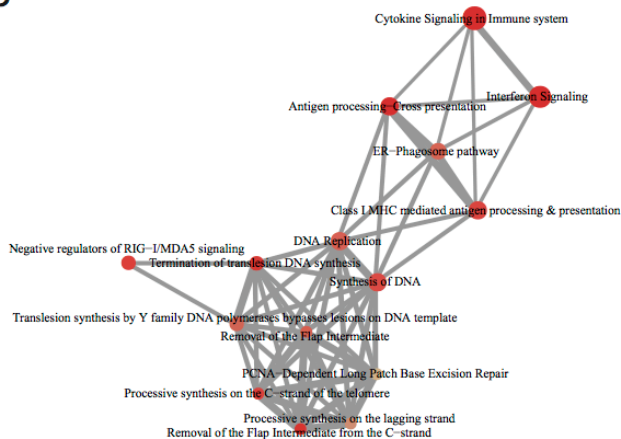 Cytokine Signaling in Immune system
Interferon Signaling
Antigen processing−Cross presentation
ER−Phagosome pathway
Class I MHC mediated antigen processing & presentation
DNA Replication
Negative regulators of RIG−I/MDA5 signaling
Termination of translesion DNA synthesis
Synthesis of DNA
Translesion synthesis by Y family DNA polymerases bypasses lesions on DNA template
Removal of the Flap Intermediate
PCNA−Dependent Long Patch Base Excision Repair
Processive synthesis on the C−strand of the telomere
Processive synthesis on the lagging strand
Removal of the Flap Intermediate from the C−strand